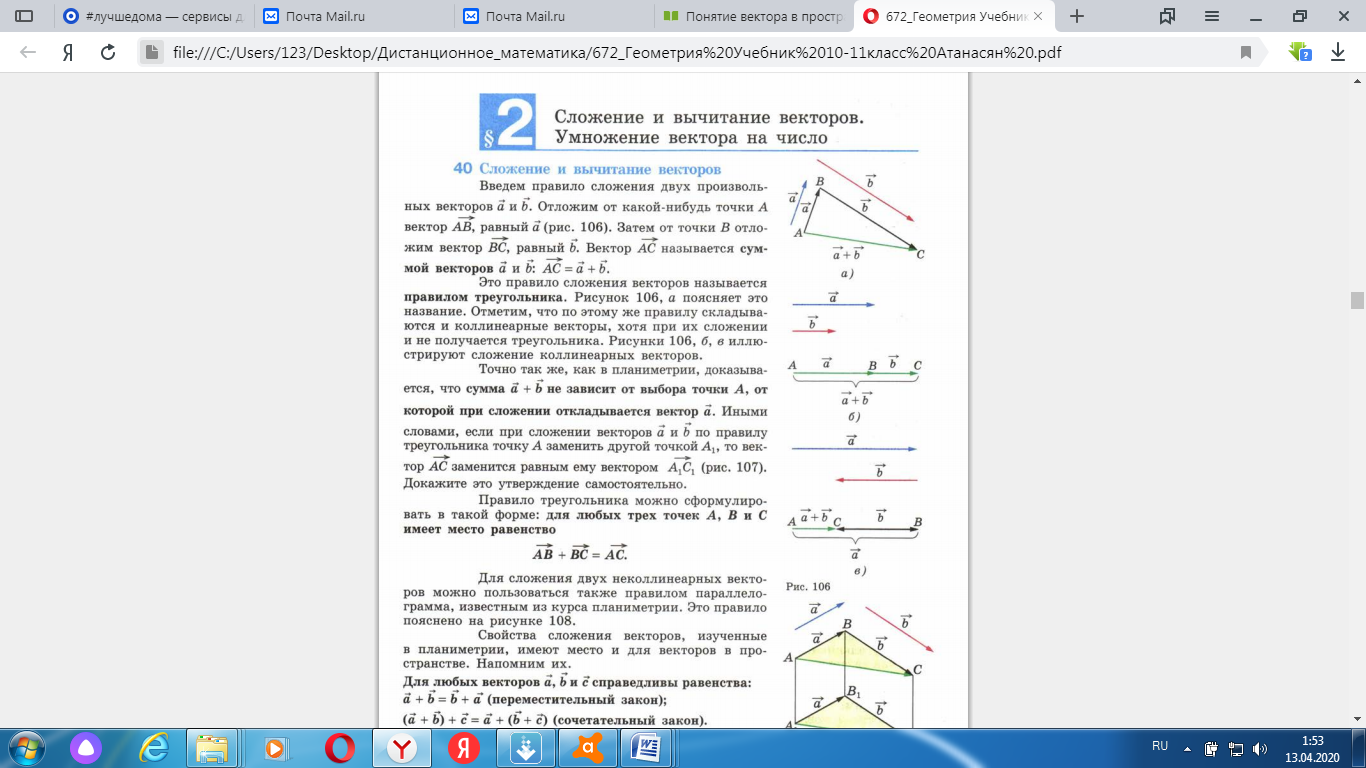 #лучшедома — сервисы д
Почта Mail.ru
Почта Mail.ru
Понятие вектора в простр
672_Геометрия Учебник
file:///C:/Users/123/Desktop/Дистанционное_математика/672_Геометрия%20Учебник%2010-11класс%20Атанасян%20.pdf
§2
Сложение и вычитание векторов.
Умножение вектора на число
40 Сложение и вычитание векторов
Введем правило сложения двух произволь-
ных векторов a⃗ и b⃗. Отложим от какой-нибудь точки A
вектор AB⃗, равный a⃗ (рис. 106). Затем от точки B отло-
жим вектор BC⃗, равный b⃗. Вектор AC⃗ называется сум-
мой векторов a⃗ и b⃗: AC⃗ = a⃗ + b⃗.
Это правило сложения векторов называется
правилом треугольника. Рисунок 106, а поясняет это
название. Отметим, что по этому же правилу складыва-
ются и коллинеарные векторы, хотя при их сложении
и не получается треугольника. Рисунки 106, б, в иллю-
стрируют сложение коллинеарных векторов.
Точно так же, как в планиметрии, доказыва-
ется, что сумма a⃗ + b⃗ не зависит от выбора точки A, от
которой при сложении откладывается вектор a⃗. Иными
словами, если при сложении векторов a⃗ и b⃗ по правилу
треугольника точку A заменить другой точкой A₁, то век-
тор AC⃗ заменится равным ему вектором A₁C₁⃗ (рис. 107).
Докажите это утверждение самостоятельно.
Правило треугольника можно сформулиро-
вать в такой форме: для любых трех точек A, B и C
имеет место равенство
AB⃗ + BC⃗ = AC⃗.
Для сложения двух неколлинеарных векто-
ров можно пользоваться также правилом параллело-
грамма, известным из курса планиметрии. Это правило
пояснено на рисунке 108.
Свойства сложения векторов, изученные
в планиметрии, имеют место и для векторов в про-
странстве. Напомним их.
Для любых векторов a⃗, b⃗ и c⃗ справедливы равенства:
a⃗ + b⃗ = b⃗ + a⃗ (переместительный закон);
(a⃗ + b⃗) + c⃗ = a⃗ + (b⃗ + c⃗) (сочетательный закон).
B b⃗
a⃗ a⃗ b⃗
A
C
a⃗ + b⃗
а)
a⃗
b⃗
A a⃗ B b⃗ C
a⃗ + b⃗
б)
a⃗
b⃗
A a⃗ + b⃗ C b⃗ B
a⃗
в)
Рис. 106
a⃗ b⃗
B
a⃗ b⃗
A
C
B₁
a⃗ b⃗
A
RU
1:53
13.04.2020